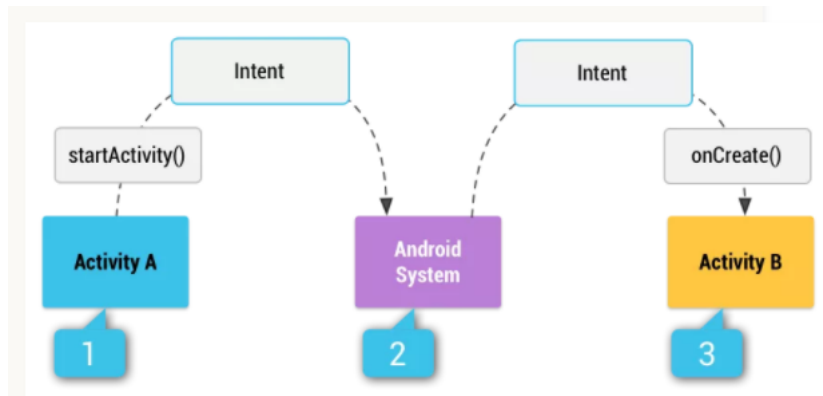 Intent
Intent
startActivity()
onCreate()
Activity A
Android
System
Activity B
1
2
3